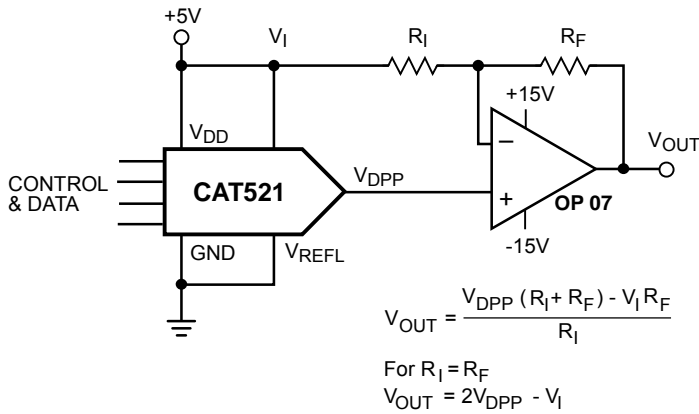 +5V
V_I
R_I
R_F
+15V
V_OUT
V_DD
V_DPP
CONTROL
& DATA
CAT521
−
+
OP 07
GND
V_REFL
-15V
V_OUT = V_DPP (R_I + R_F) - V_I R_F / R_I
For R_I = R_F
V_OUT = 2V_DPP - V_I